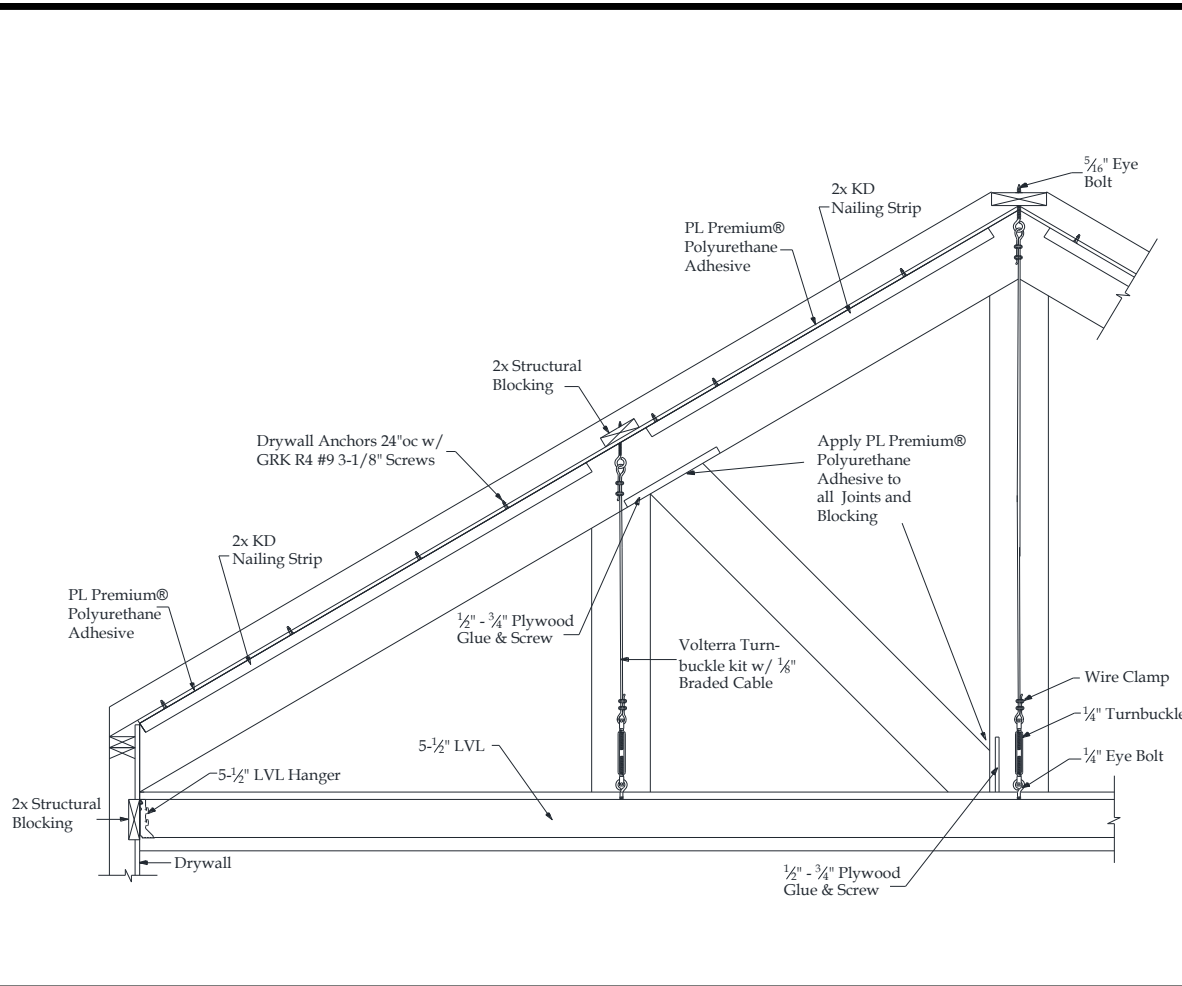 5⁄16" Eye
Bolt
2x KD
Nailing Strip
PL Premium®
Polyurethane
Adhesive
2x Structural
Blocking
Drywall Anchors 24"oc w/
GRK R4 #9 3-1/8" Screws
Apply PL Premium®
Polyurethane
Adhesive to
all Joints and
Blocking
2x KD
Nailing Strip
PL Premium®
Polyurethane
Adhesive
½" - ¾" Plywood
Glue & Screw
Volterra Turn-
buckle kit w/ ⅛"
Braded Cable
Wire Clamp
¼" Turnbuckle
5-½" LVL
¼" Eye Bolt
5-½" LVL Hanger
2x Structural
Blocking
Drywall
½" - ¾" Plywood
Glue & Screw